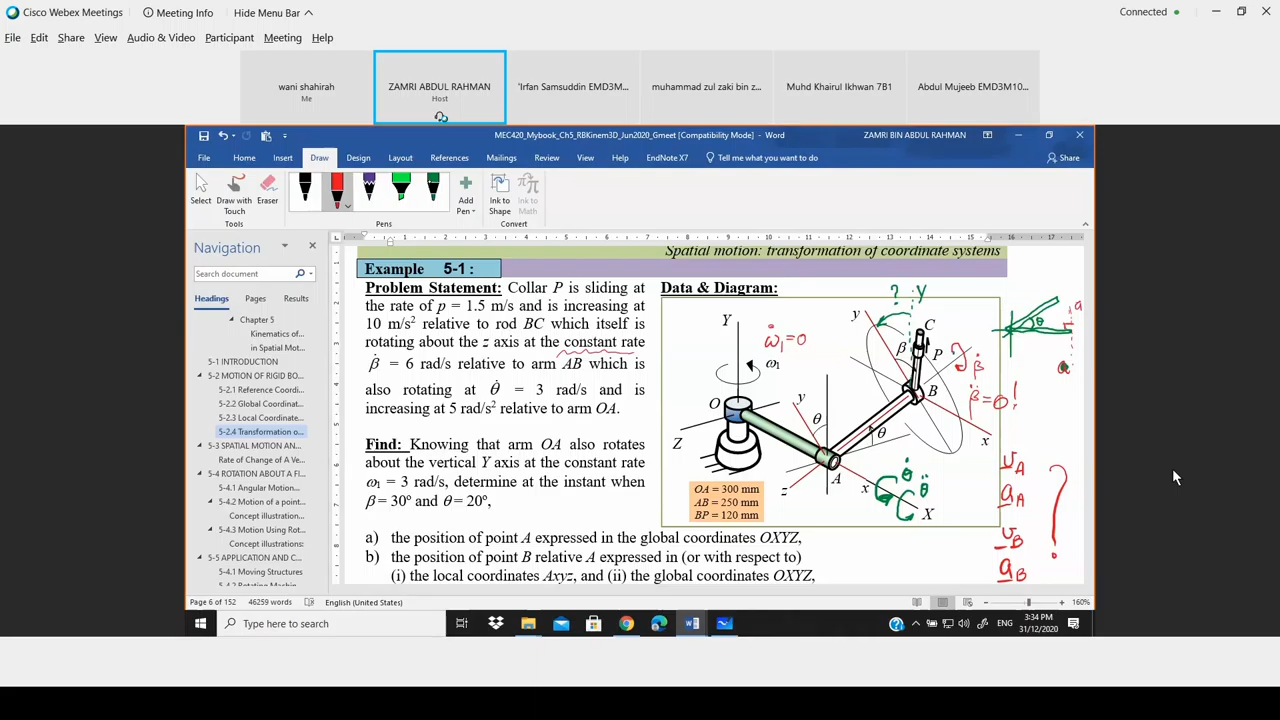 Cisco Webex Meetings
Meeting Info
Hide Menu Bar
Connected
File Edit Share View Audio & Video Participant Meeting Help
wani shahirah
Me
ZAMRI ABDUL RAHMAN
Host
'Irfan Samsuddin EMD3M...
muhammad zul zaki bin z...
Muhd Khairul Ikhwan 7B1
Abdul Mujeeb EMD3M10...
MEC420_Mybook_Ch5_RBKinem3D_Jun2020_Gmeet [Compatibility Mode] - Word
ZAMRI BIN ABDUL RAHMAN
File Home Insert Draw Design Layout References Mailings Review View Help EndNote X7 Tell me what you want to do Share
Select
Draw with Touch
Eraser
Add Pen
Ink to Shape
Ink to Math
Tools
Pens
Convert
Navigation
Search document
Headings Pages Results
Chapter 5
Kinematics of...
in Spatial Mot...
5-1 INTRODUCTION
5-2 MOTION OF RIGID BO...
5-2.1 Reference Coordi...
5-2.2 Global Coordinat...
5-2.3 Local Coordinate...
5-2.4 Transformation o...
5-3 SPATIAL MOTION AN...
Rate of Change of A Ve...
5-4 ROTATION ABOUT A FI...
5-4.1 Angular Motion...
5-4.2 Motion of a point...
Concept illustration...
5-4.3 Motion Using Rot...
Concept illustrations:
5-5 APPLICATION AND C...
5-4.1 Moving Structures
Spatial motion: transformation of coordinate systems
Example 5-1 :
Problem Statement: Collar P is sliding at
the rate of p = 1.5 m/s and is increasing at
10 m/s² relative to rod BC which itself is
rotating about the z axis at the constant rate
β̇ = 6 rad/s relative to arm AB which is
also rotating at θ̇ = 3 rad/s and is
increasing at 5 rad/s² relative to arm OA.
Find: Knowing that arm OA also rotates
about the vertical Y axis at the constant rate
ω₁ = 3 rad/s, determine at the instant when
β = 30º and θ = 20º,
a) the position of point A expressed in the global coordinates OXYZ,
b) the position of point B relative A expressed in (or with respect to)
(i) the local coordinates Axyz, and (ii) the global coordinates OXYZ,
Data & Diagram:
Y
ω̇₁=0
ω₁
O
Z
y
θ
z
A
x
X
θ
θ̇
θ̈
?
Y
y
C
β
P
B
x
β̇
β̈=0!
OA = 300 mm
AB = 250 mm
BP = 120 mm
θ
v_A
a_A
v_B
a_B
?
Page 6 of 152
46259 words
English (United States)
160%
Type here to search
ENG
3:34 PM
31/12/2020